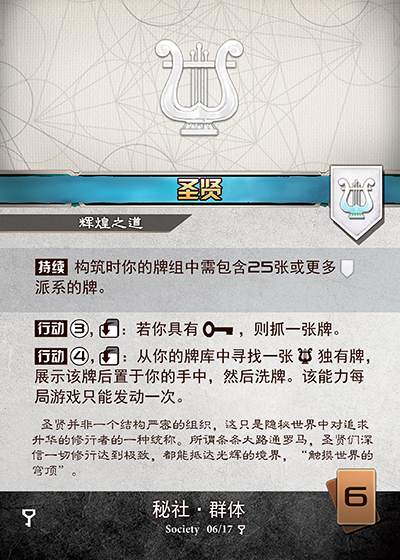 圣贤
辉煌之道
持续 构筑时你的牌组中需包含25张或更多
派系的牌。
行动 ③, : 若你具有 , 则抓一张牌。
行动 ④, : 从你的牌库中寻找一张 独有牌,
展示该牌后置于你的手中, 然后洗牌。该能力每
局游戏只能发动一次。
圣贤并非一个结构严密的组织, 这只是隐秘世界中对追求
升华的修行者的一种统称。所谓条条大路通罗马, 圣贤们深
信一切修行达到极致, 都能抵达光辉的境界, “触摸世界的
穹顶”。
6
秘社·群体
Society 06/17